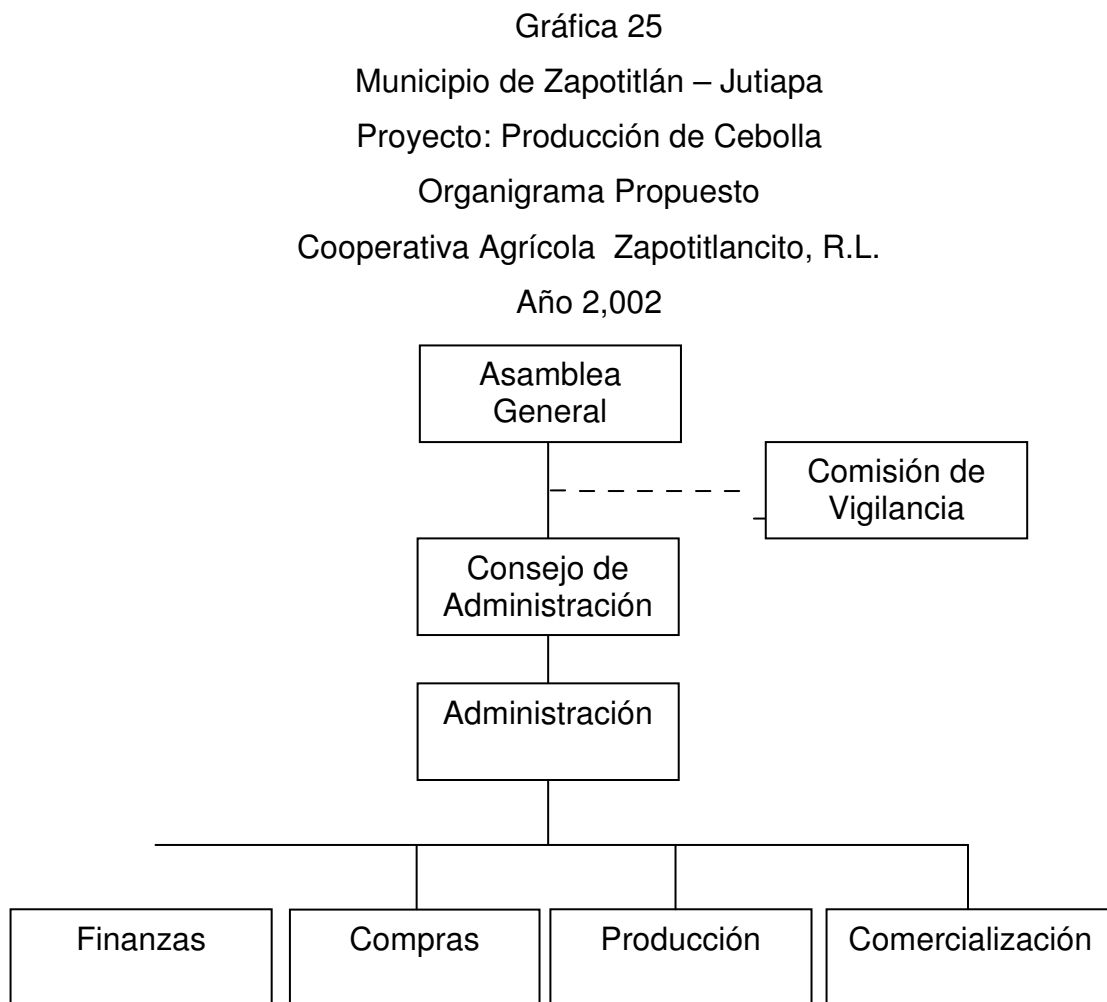 Gráfica 25
Municipio de Zapotitlán – Jutiapa
Proyecto: Producción de Cebolla
Organigrama Propuesto
Cooperativa Agrícola Zapotitlancito, R.L.
Año 2,002
Asamblea
General
Comisión de
Vigilancia
Consejo de
Administración
Administración
Finanzas
Compras
Producción
Comercialización